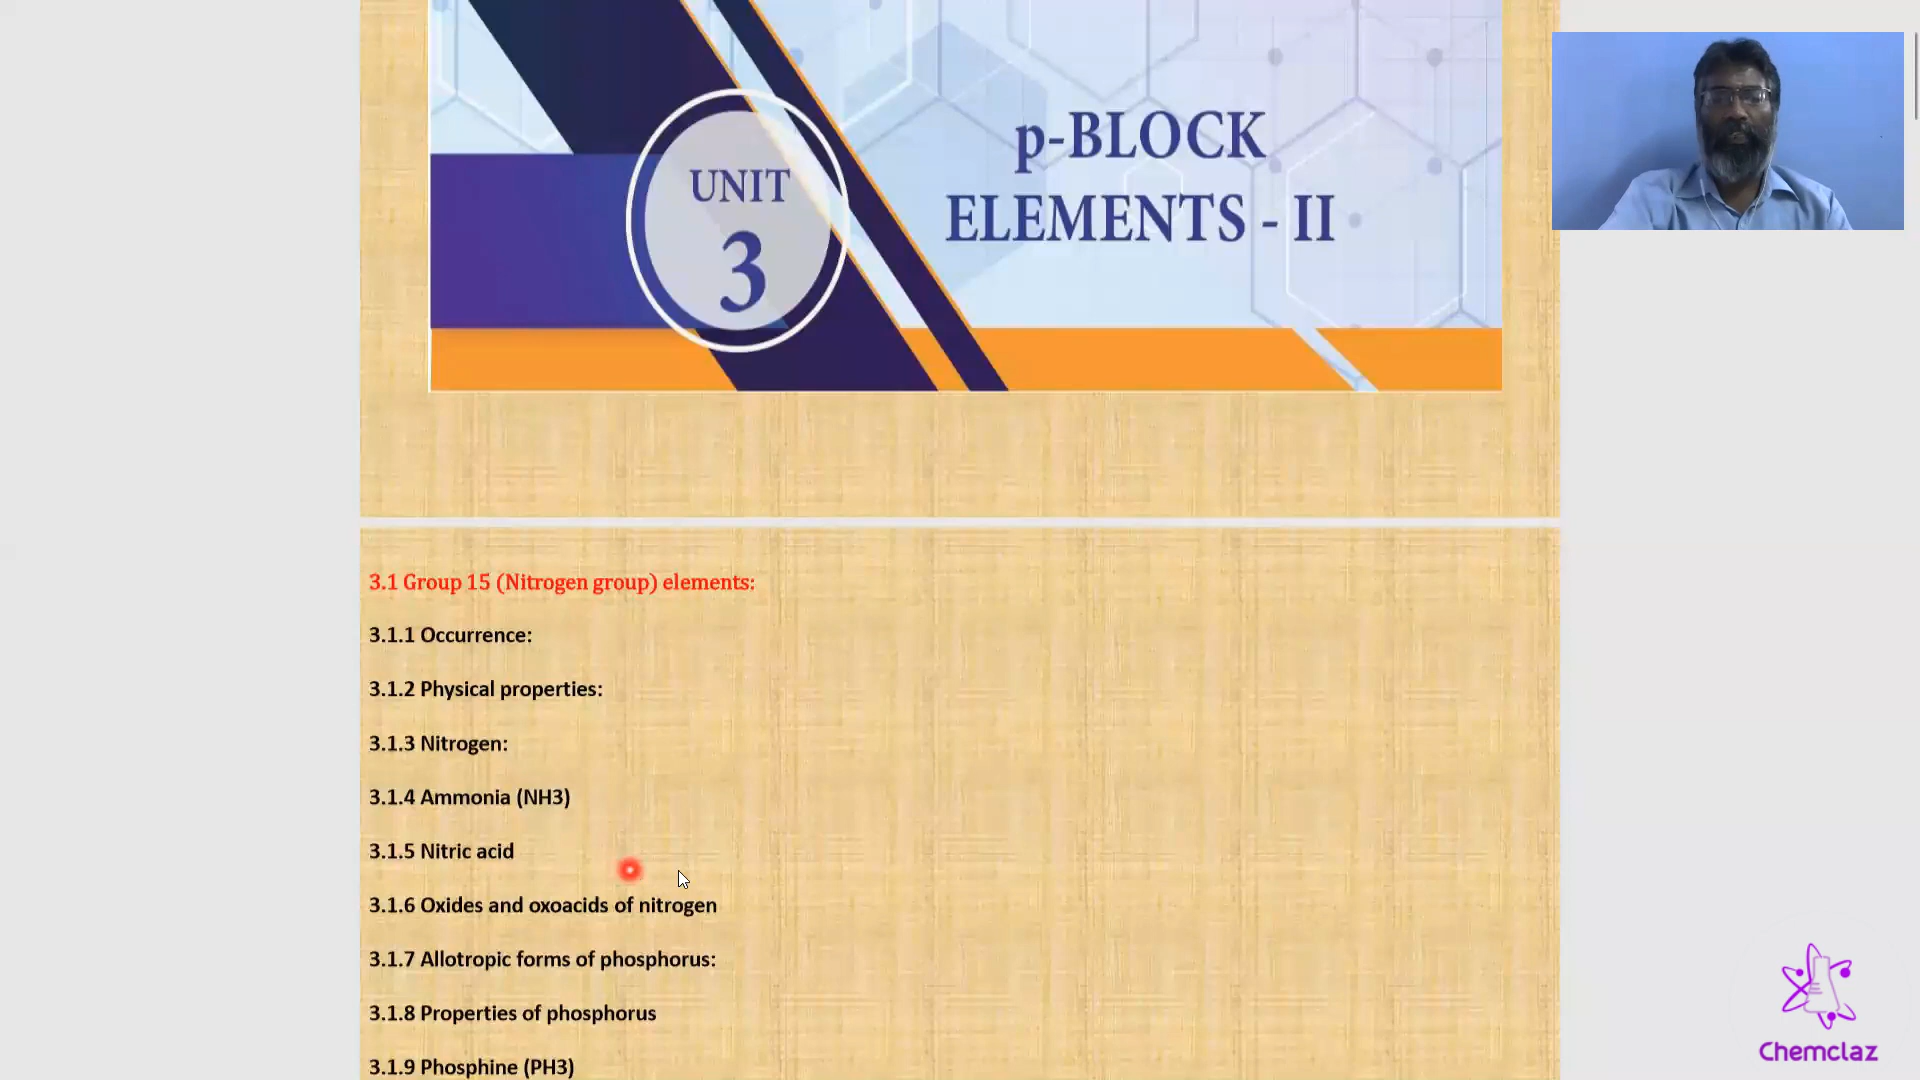 UNIT
3
p-BLOCK
ELEMENTS - II
3.1 Group 15 (Nitrogen group) elements:
3.1.1 Occurrence:
3.1.2 Physical properties:
3.1.3 Nitrogen:
3.1.4 Ammonia (NH3)
3.1.5 Nitric acid
3.1.6 Oxides and oxoacids of nitrogen
3.1.7 Allotropic forms of phosphorus:
3.1.8 Properties of phosphorus
3.1.9 Phosphine (PH3)
Chemclaz